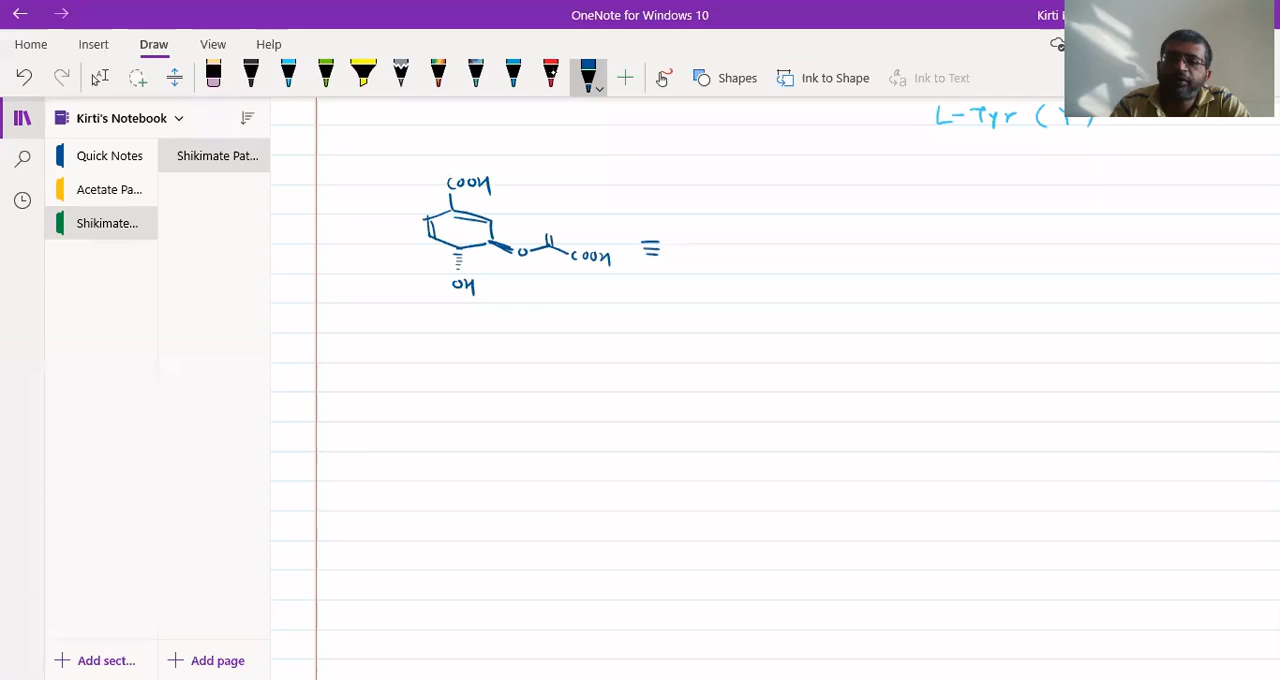 OneNote for Windows 10
Kirti
Home Insert Draw View Help
Shapes Ink to Shape Ink to Text
Kirti's Notebook
Quick Notes
Acetate Pa...
Shikimate...
Shikimate Pat...
L-Tyr (Y)
COOH
O
COOH
OH
Add sect...
Add page